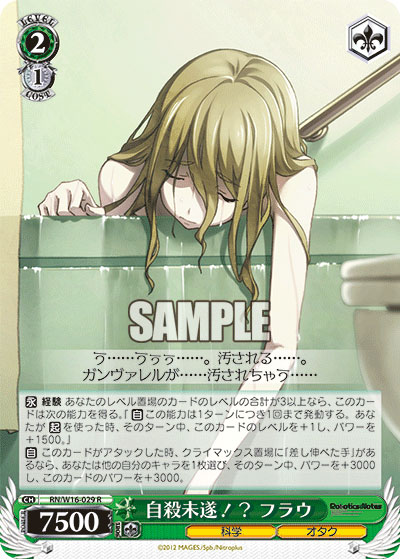 LEVEL
2
1
COST
SAMPLE
う……うぅぅ……。汚される……。
ガンヴァレルが……汚されちゃう……
永 経験 あなたのレベル置場のカードのレベルの合計が3以上なら、このカー
ドは次の能力を得る。『自 この能力は1ターンにつき1回まで発動する。あな
たが 起 を使った時、そのターン中、このカードのレベルを+1し、パワーを
+1500。』
自 このカードがアタックした時、クライマックス置場に「差し伸べた手」が
あるなら、あなたは他の自分のキャラを1枚選び、そのターン中、パワーを+3000
し、このカードのパワーを+3000。
CH RN/W16-029 R
7500
自殺未遂!? フラウ
Robotics;Notes
科学
オタク
©2012 MAGES./5pb./Nitroplus